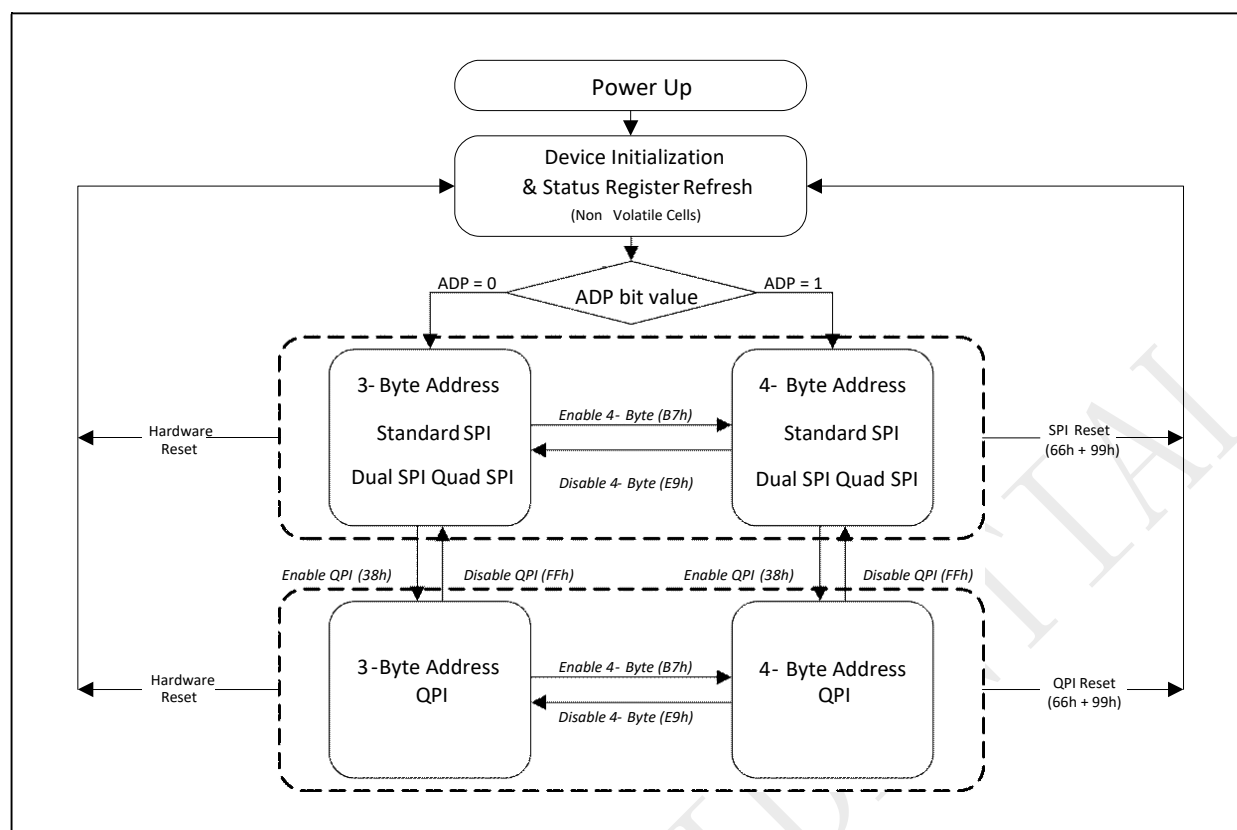 Power Up
Device Initialization
& Status Register Refresh
(Non Volatile Cells)
ADP = 0
ADP bit value
ADP = 1
3- Byte Address
Standard SPI
Dual SPI Quad SPI
Enable 4- Byte (B7h)
Disable 4- Byte (E9h)
4- Byte Address
Standard SPI
Dual SPI Quad SPI
Hardware
Reset
SPI Reset
(66h + 99h)
Enable QPI (38h)
Disable QPI (FFh)
Enable QPI (38h)
Disable QPI (FFh)
3-Byte Address
QPI
Enable 4- Byte (B7h)
Disable 4- Byte (E9h)
4- Byte Address
QPI
Hardware
Reset
QPI Reset
(66h + 99h)